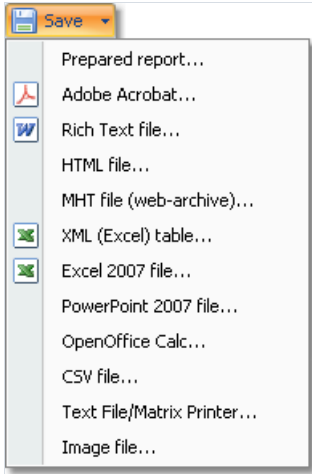 Save
Prepared report...
Adobe Acrobat...
Rich Text file...
HTML file...
MHT file (web-archive)...
XML (Excel) table...
Excel 2007 file...
PowerPoint 2007 file...
OpenOffice Calc...
CSV file...
Text File/Matrix Printer...
Image file...